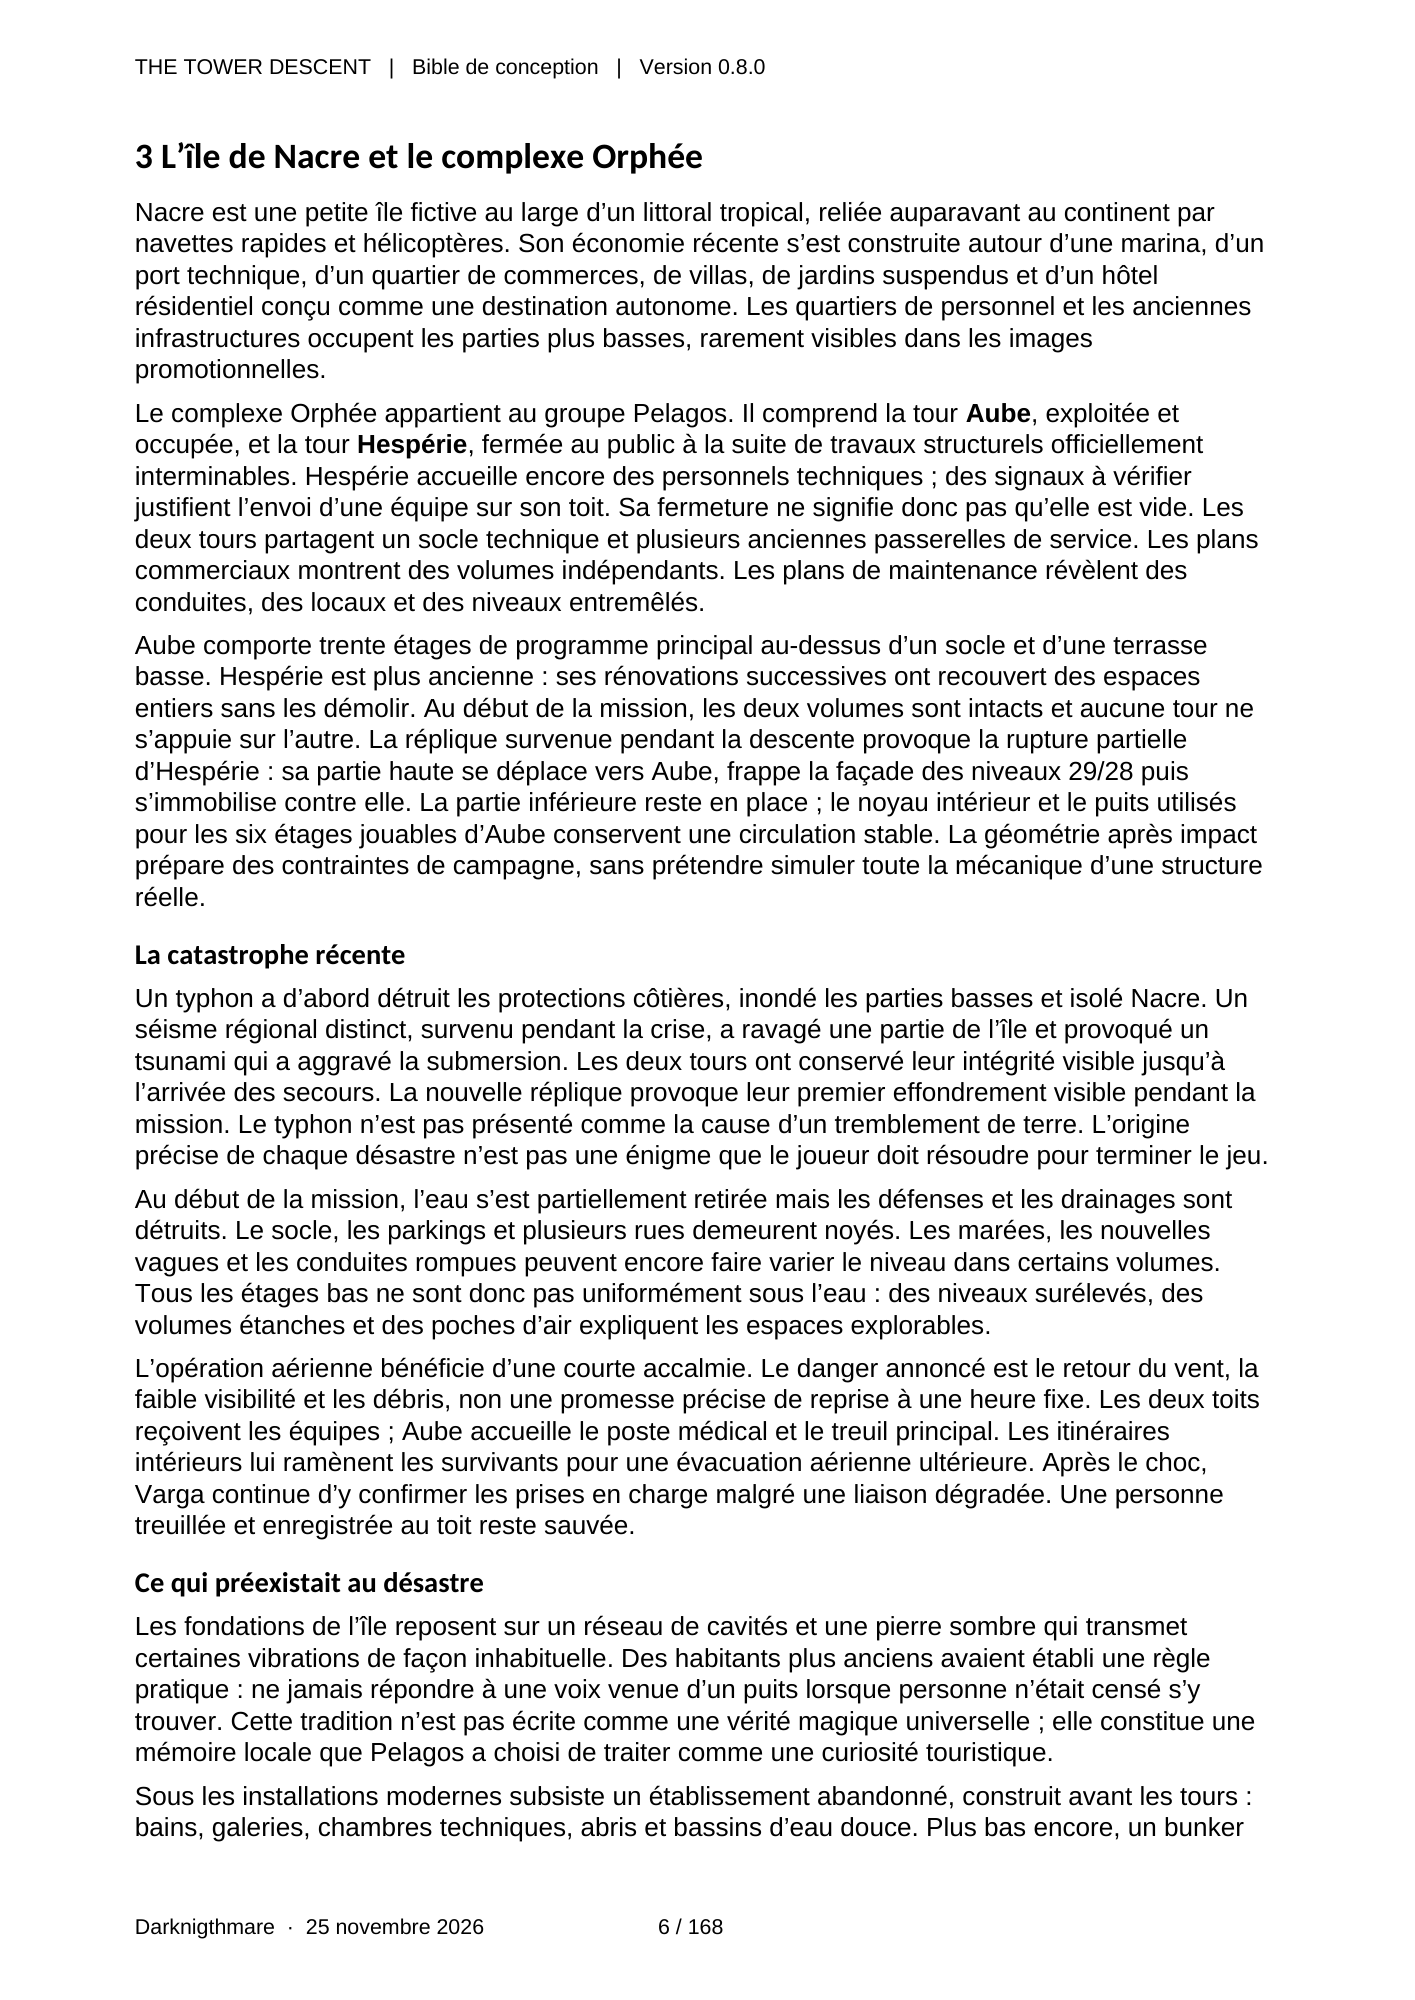 THE TOWER DESCENT | Bible de conception | Version 0.8.0
3 L’île de Nacre et le complexe Orphée
Nacre est une petite île fictive au large d’un littoral tropical, reliée auparavant au continent par
navettes rapides et hélicoptères. Son économie récente s’est construite autour d’une marina, d’un
port technique, d’un quartier de commerces, de villas, de jardins suspendus et d’un hôtel
résidentiel conçu comme une destination autonome. Les quartiers de personnel et les anciennes
infrastructures occupent les parties plus basses, rarement visibles dans les images
promotionnelles.
Le complexe Orphée appartient au groupe Pelagos. Il comprend la tour Aube, exploitée et
occupée, et la tour Hespérie, fermée au public à la suite de travaux structurels officiellement
interminables. Hespérie accueille encore des personnels techniques ; des signaux à vérifier
justifient l’envoi d’une équipe sur son toit. Sa fermeture ne signifie donc pas qu’elle est vide. Les
deux tours partagent un socle technique et plusieurs anciennes passerelles de service. Les plans
commerciaux montrent des volumes indépendants. Les plans de maintenance révèlent des
conduites, des locaux et des niveaux entremêlés.
Aube comporte trente étages de programme principal au-dessus d’un socle et d’une terrasse
basse. Hespérie est plus ancienne : ses rénovations successives ont recouvert des espaces
entiers sans les démolir. Au début de la mission, les deux volumes sont intacts et aucune tour ne
s’appuie sur l’autre. La réplique survenue pendant la descente provoque la rupture partielle
d’Hespérie : sa partie haute se déplace vers Aube, frappe la façade des niveaux 29/28 puis
s’immobilise contre elle. La partie inférieure reste en place ; le noyau intérieur et le puits utilisés
pour les six étages jouables d’Aube conservent une circulation stable. La géométrie après impact
prépare des contraintes de campagne, sans prétendre simuler toute la mécanique d’une structure
réelle.
La catastrophe récente
Un typhon a d’abord détruit les protections côtières, inondé les parties basses et isolé Nacre. Un
séisme régional distinct, survenu pendant la crise, a ravagé une partie de l’île et provoqué un
tsunami qui a aggravé la submersion. Les deux tours ont conservé leur intégrité visible jusqu’à
l’arrivée des secours. La nouvelle réplique provoque leur premier effondrement visible pendant la
mission. Le typhon n’est pas présenté comme la cause d’un tremblement de terre. L’origine
précise de chaque désastre n’est pas une énigme que le joueur doit résoudre pour terminer le jeu.
Au début de la mission, l’eau s’est partiellement retirée mais les défenses et les drainages sont
détruits. Le socle, les parkings et plusieurs rues demeurent noyés. Les marées, les nouvelles
vagues et les conduites rompues peuvent encore faire varier le niveau dans certains volumes.
Tous les étages bas ne sont donc pas uniformément sous l’eau : des niveaux surélevés, des
volumes étanches et des poches d’air expliquent les espaces explorables.
L’opération aérienne bénéficie d’une courte accalmie. Le danger annoncé est le retour du vent, la
faible visibilité et les débris, non une promesse précise de reprise à une heure fixe. Les deux toits
reçoivent les équipes ; Aube accueille le poste médical et le treuil principal. Les itinéraires
intérieurs lui ramènent les survivants pour une évacuation aérienne ultérieure. Après le choc,
Varga continue d’y confirmer les prises en charge malgré une liaison dégradée. Une personne
treuillée et enregistrée au toit reste sauvée.
Ce qui préexistait au désastre
Les fondations de l’île reposent sur un réseau de cavités et une pierre sombre qui transmet
certaines vibrations de façon inhabituelle. Des habitants plus anciens avaient établi une règle
pratique : ne jamais répondre à une voix venue d’un puits lorsque personne n’était censé s’y
trouver. Cette tradition n’est pas écrite comme une vérité magique universelle ; elle constitue une
mémoire locale que Pelagos a choisi de traiter comme une curiosité touristique.
Sous les installations modernes subsiste un établissement abandonné, construit avant les tours :
bains, galeries, chambres techniques, abris et bassins d’eau douce. Plus bas encore, un bunker
Darknigthmare · 25 novembre 2026 6 / 168